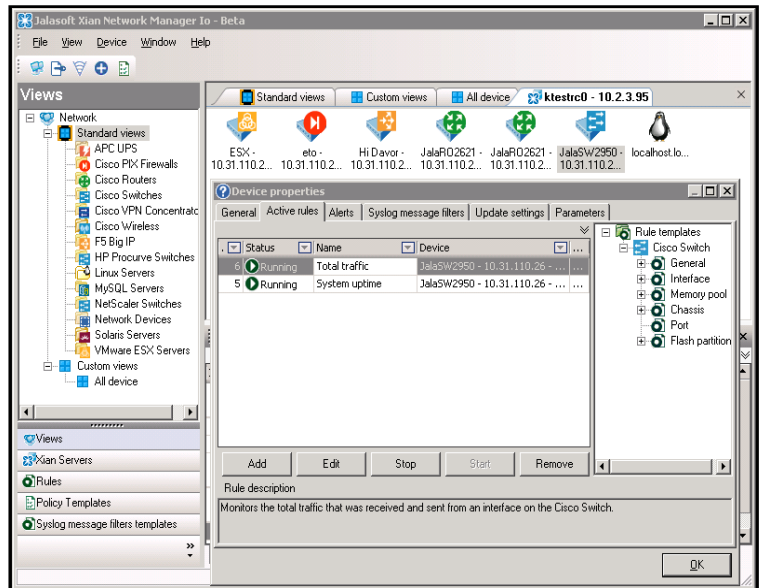 Jalasoft Xian Network Manager Io - Beta
File View Device Window Help
Views
Network
Standard views
APC UPS
Cisco PIX Firewalls
Cisco Routers
Cisco Switches
Cisco VPN Concentratc
Cisco Wireless
F5 Big IP
HP Procurve Switches
Linux Servers
MySQL Servers
NetScaler Switches
Network Devices
Solaris Servers
VMware ESX Servers
Custom views
All device
Views
Xian Servers
Rules
Policy Templates
Syslog message filters templates
Standard views Custom views All device ktestrc0 - 10.2.3.95
ESX - eto - Hi Davor - JalaRO2621 - JalaRO2621 - JalaSW2950 - localhost.lo...
10.31.110.2... 10.31.110.2... 10.31.110.2... 10.31.110.2... 10.31.110.2... 10.31.110.2...
Device properties
General Active rules Alerts Syslog message filters Update settings Parameters
. Status Name Device ...
6 Running Total traffic JalaSW2950 - 10.31.110.26 - ... ...
5 Running System uptime JalaSW2950 - 10.31.110.26 - ... ...
Rule templates
Cisco Switch
General
Interface
Memory pool
Chassis
Port
Flash partition
Add Edit Stop Start Remove
Rule description
Monitors the total traffic that was received and sent from an interface on the Cisco Switch.
OK